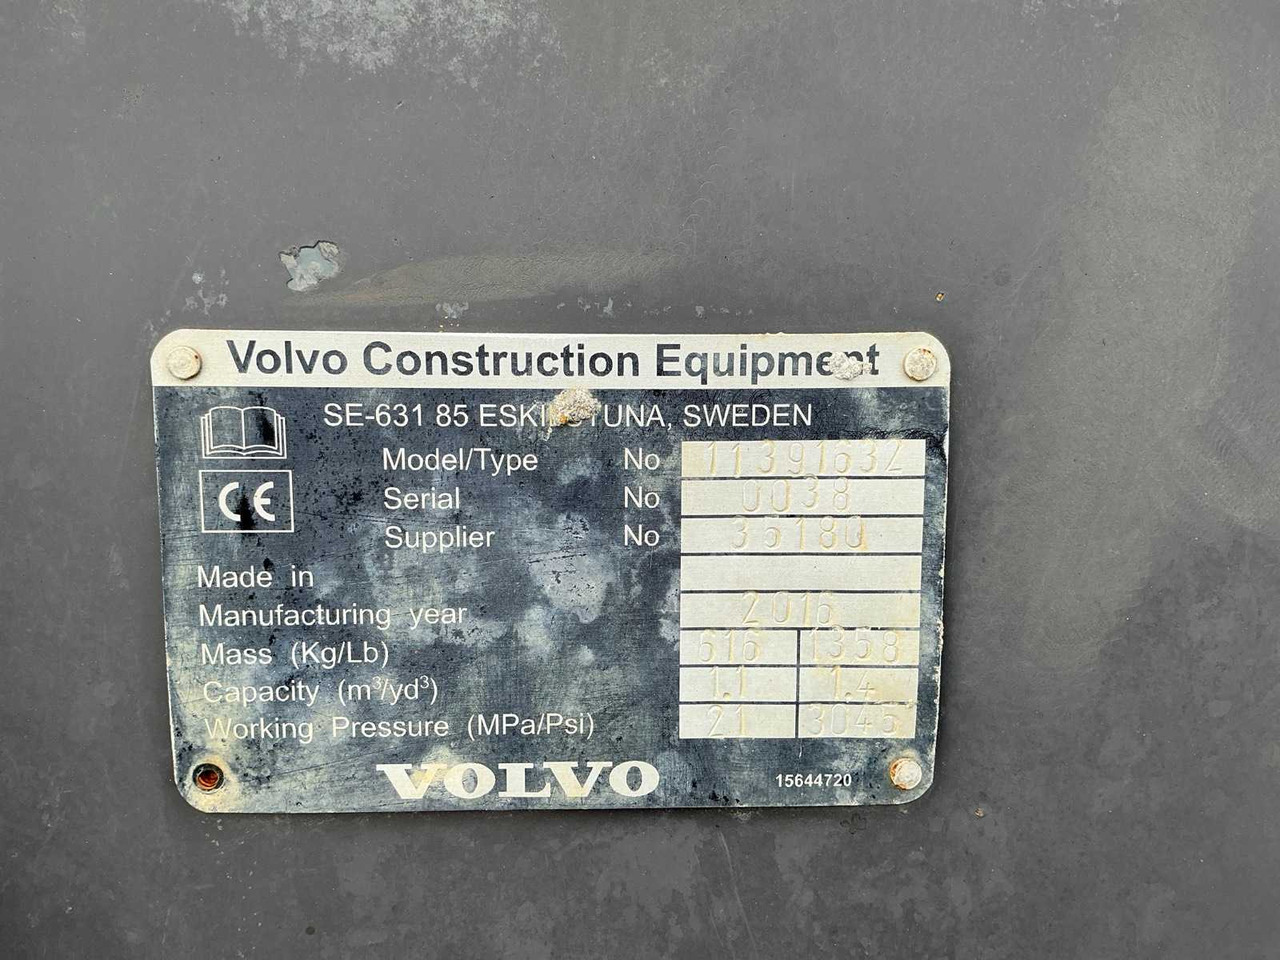 Volvo Construction Equipment
SE-631 85 ESKILSTUNA, SWEDEN
CE
Model/Type No 11391632
Serial No 0038
Supplier No 35180
Made in
Manufacturing year 2016
Mass (Kg/Lb) 616 1358
Capacity (m³/yd³) 1.1 1.4
Working Pressure (MPa/Psi) 21 3045
VOLVO 15644720